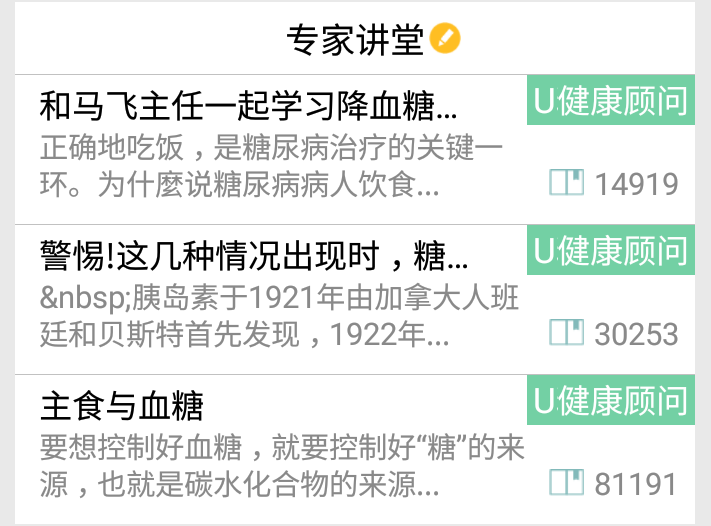 专家讲堂
和马飞主任一起学习降血糖...
U健康顾问
正确地吃饭，是糖尿病治疗的关键一
环。为什麽说糖尿病病人饮食...
14919
警惕!这几种情况出现时，糖...
U健康顾问
&nbsp;胰岛素于1921年由加拿大人班
廷和贝斯特首先发现，1922年...
30253
主食与血糖
U健康顾问
要想控制好血糖，就要控制好“糖”的来
源，也就是碳水化合物的来源...
81191